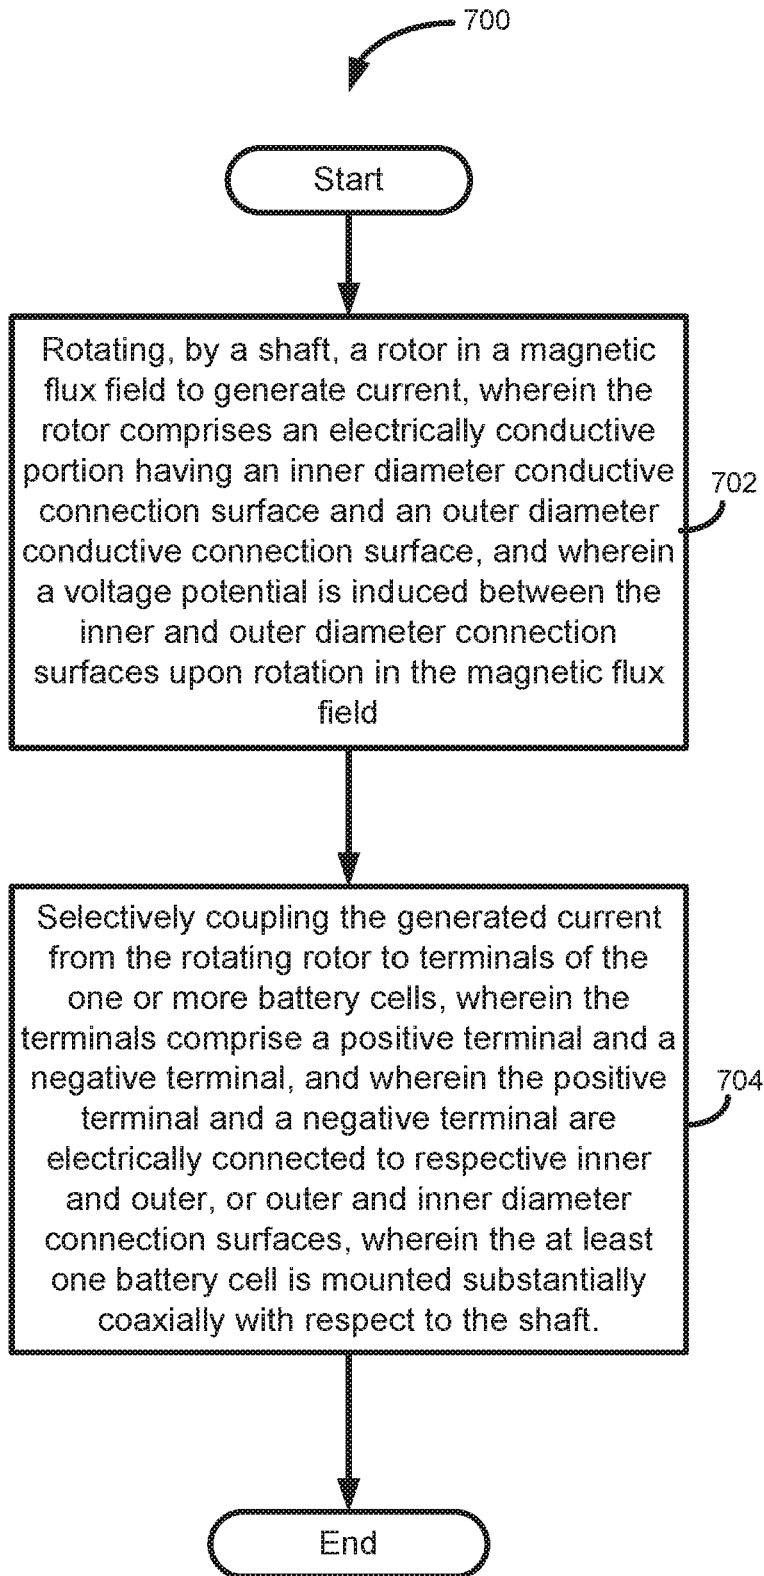 700
Start
Rotating, by a shaft, a rotor in a magnetic
flux field to generate current, wherein the
rotor comprises an electrically conductive
portion having an inner diameter conductive
connection surface and an outer diameter
conductive connection surface, and wherein
a voltage potential is induced between the
inner and outer diameter connection
surfaces upon rotation in the magnetic flux
field
702
Selectively coupling the generated current
from the rotating rotor to terminals of the
one or more battery cells, wherein the
terminals comprise a positive terminal and a
negative terminal, and wherein the positive
terminal and a negative terminal are
electrically connected to respective inner
and outer, or outer and inner diameter
connection surfaces, wherein the at least
one battery cell is mounted substantially
coaxially with respect to the shaft.
704
End